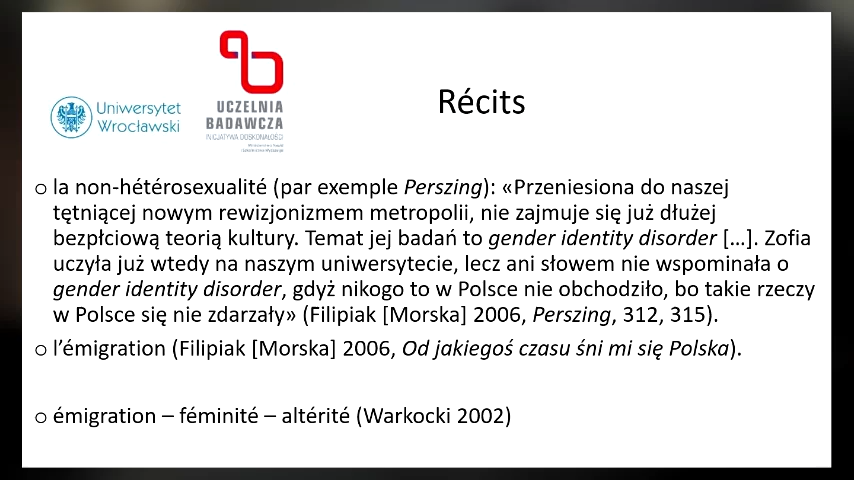 Uniwersytet
Wrocławski
UCZELNIA
BADAWCZA
INICJATYWA DOSKONAŁOŚCI
Récits
o la non-hétérosexualité (par exemple Perszing): «Przeniesiona do naszej
tętniącej nowym rewizjonizmem metropolii, nie zajmuje się już dłużej
bezpłciową teorią kultury. Temat jej badań to gender identity disorder […]. Zofia
uczyła już wtedy na naszym uniwersytecie, lecz ani słowem nie wspominała o
gender identity disorder, gdyż nikogo to w Polsce nie obchodziło, bo takie rzeczy
w Polsce się nie zdarzały» (Filipiak [Morska] 2006, Perszing, 312, 315).
o l’émigration (Filipiak [Morska] 2006, Od jakiegoś czasu śni mi się Polska).
o émigration – féminité – altérité (Warkocki 2002)